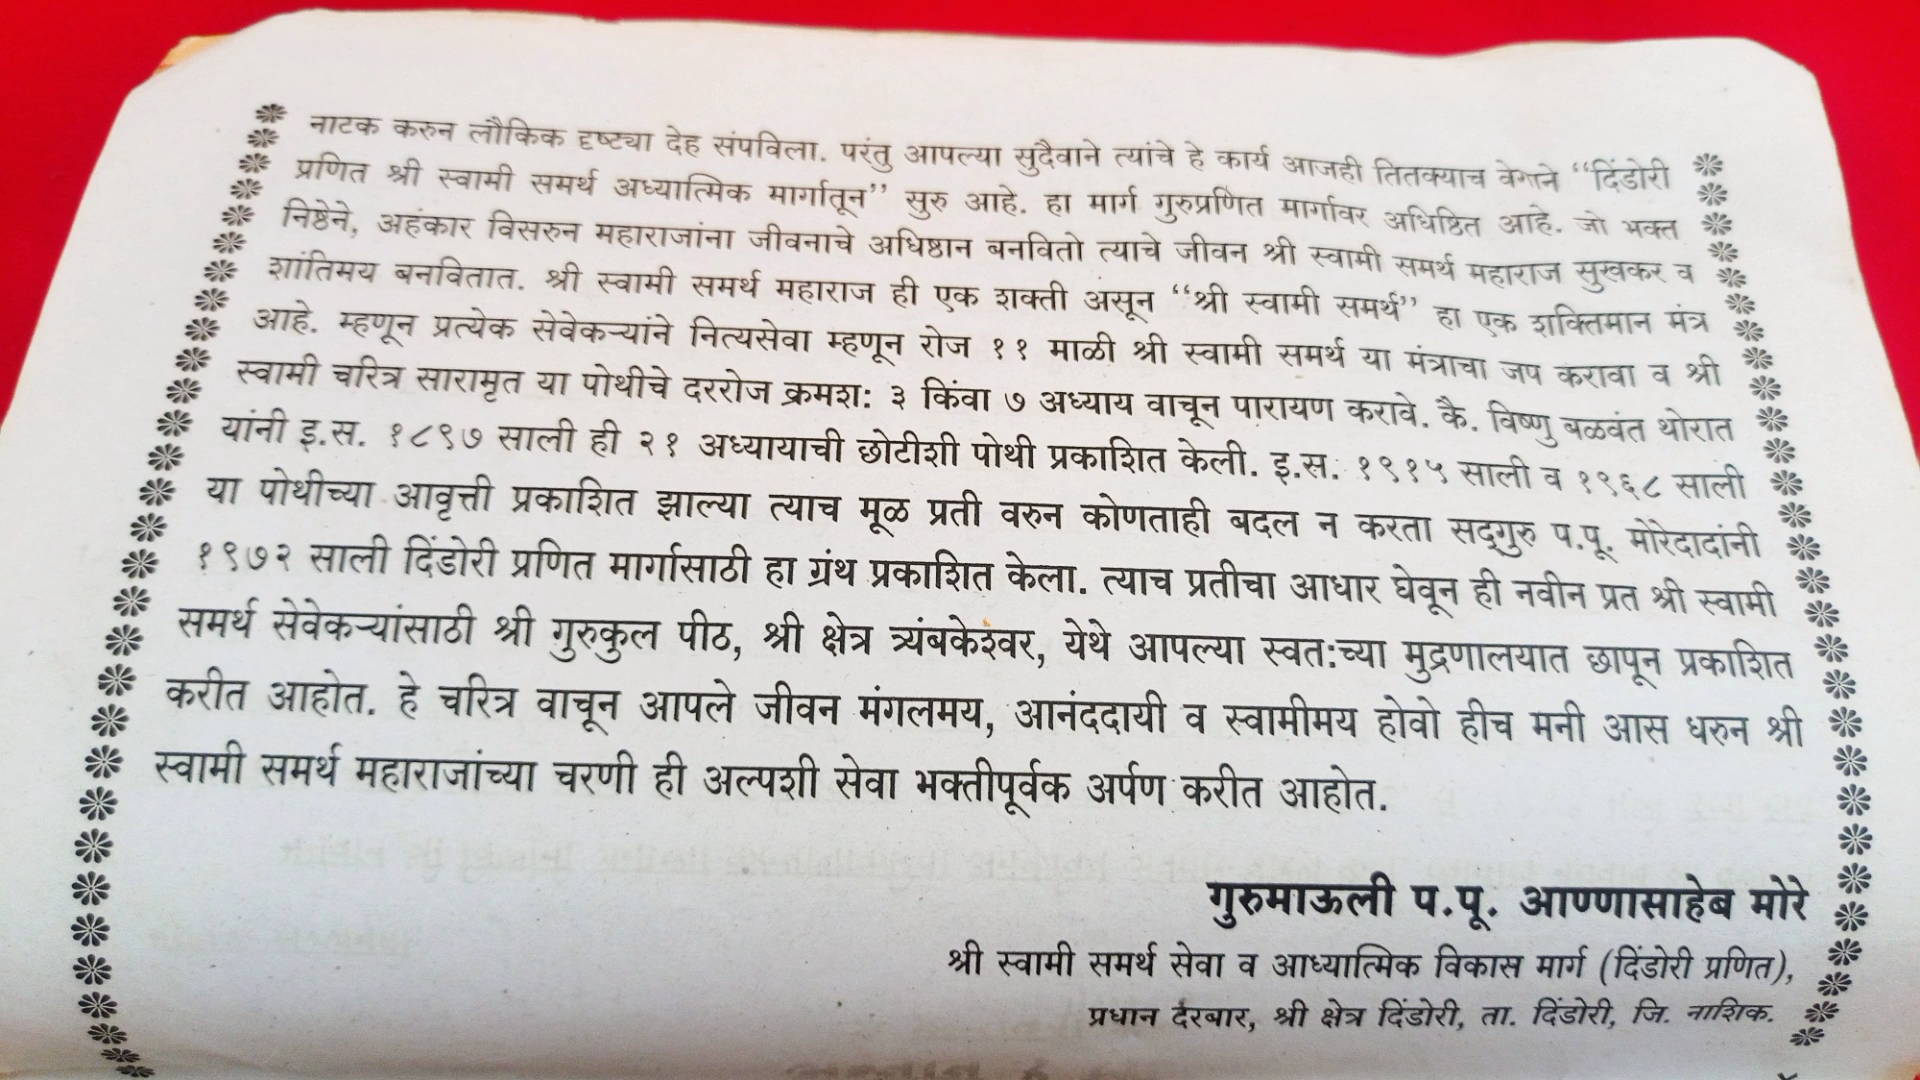 नाटक करुन लौकिक दृष्ट्या देह संपविला. परंतु आपल्या सुदैवाने त्यांचे हे कार्य आजही तितक्याच वेगाने “दिंडोरी
प्रणित श्री स्वामी समर्थ अध्यात्मिक मार्गातून” सुरु आहे. हा मार्ग गुरुप्रणित मार्गावर अधिष्ठित आहे. जो भक्त
निष्ठेने, अहंकार विसरुन महाराजांना जीवनाचे अधिष्ठान बनवितो त्याचे जीवन श्री स्वामी समर्थ महाराज सुखकर व
शांतिमय बनवितात. श्री स्वामी समर्थ महाराज ही एक शक्ती असून “श्री स्वामी समर्थ” हा एक शक्तिमान मंत्र
आहे. म्हणून प्रत्येक सेवेकऱ्यांने नित्यसेवा म्हणून रोज ११ माळी श्री स्वामी समर्थ या मंत्राचा जप करावा व श्री
स्वामी चरित्र सारामृत या पोथीचे दररोज क्रमश: ३ किंवा ७ अध्याय वाचून पारायण करावे. कै. विष्णु बळवंत थोरात
यांनी इ.स. १८९७ साली ही २१ अध्यायाची छोटीशी पोथी प्रकाशित केली. इ.स. १९१५ साली व १९६८ साली
या पोथीच्या आवृत्ती प्रकाशित झाल्या त्याच मूळ प्रती वरुन कोणताही बदल न करता सद्‌गुरु प.पू. मोरेदादांनी
१९७२ साली दिंडोरी प्रणित मार्गासाठी हा ग्रंथ प्रकाशित केला. त्याच प्रतीचा आधार घेवून ही नवीन प्रत श्री स्वामी
समर्थ सेवेकऱ्यांसाठी श्री गुरुकुल पीठ, श्री क्षेत्र त्र्यंबकेश्वर, येथे आपल्या स्वत:च्या मुद्रणालयात छापून प्रकाशित
करीत आहोत. हे चरित्र वाचून आपले जीवन मंगलमय, आनंददायी व स्वामीमय होवो हीच मनी आस धरुन श्री
स्वामी समर्थ महाराजांच्या चरणी ही अल्पशी सेवा भक्तीपूर्वक अर्पण करीत आहोत.
गुरुमाऊली प.पू. आण्णासाहेब मोरे
श्री स्वामी समर्थ सेवा व आध्यात्मिक विकास मार्ग (दिंडोरी प्रणित),
प्रधान दरबार, श्री क्षेत्र दिंडोरी, ता. दिंडोरी, जि. नाशिक.